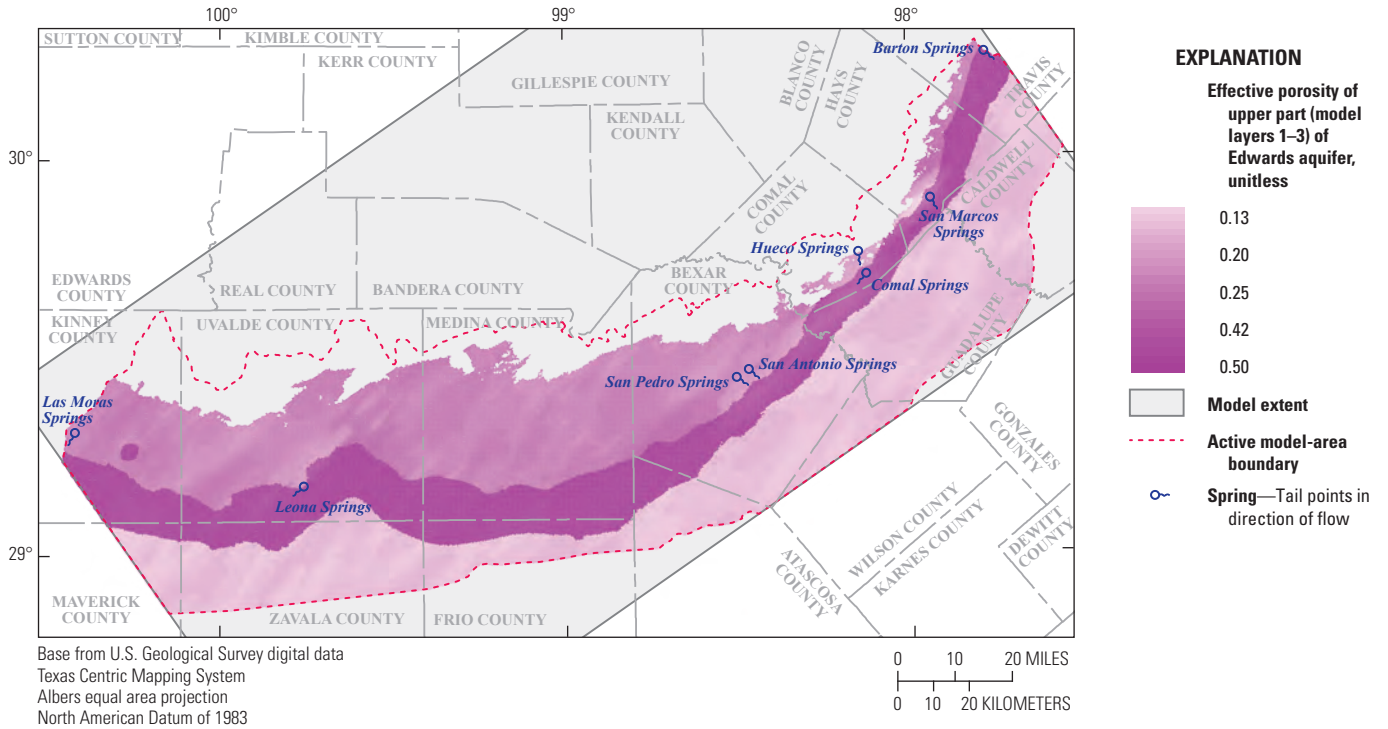 100°
99°
98°
SUTTON COUNTY
KIMBLE COUNTY
KERR COUNTY
GILLESPIE COUNTY
KENDALL
COUNTY
BLANCO
COUNTY
HAYS
COUNTY
Barton Springs
TRAVIS
COUNTY
30°
COMAL
COUNTY
CALDWELL
COUNTY
San Marcos
Springs
Hueco Springs
Comal Springs
EDWARDS
COUNTY
REAL COUNTY
BANDERA COUNTY
BEXAR
COUNTY
KINNEY
COUNTY
UVALDE COUNTY
MEDINA COUNTY
GUADALUPE
COUNTY
San Antonio Springs
San Pedro Springs
Las Moras
Springs
GONZALES
COUNTY
Leona Springs
WILSON COUNTY
KARNES COUNTY
DEWITT
COUNTY
29°
ATASCOSA
COUNTY
MAVERICK
COUNTY
ZAVALA COUNTY
FRIO COUNTY
Base from U.S. Geological Survey digital data
Texas Centric Mapping System
Albers equal area projection
North American Datum of 1983
0 10 20 MILES
0 10 20 KILOMETERS
EXPLANATION
Effective porosity of
upper part (model
layers 1–3) of
Edwards aquifer,
unitless
0.13
0.20
0.25
0.42
0.50
Model extent
Active model-area
boundary
Spring—Tail points in
direction of flow